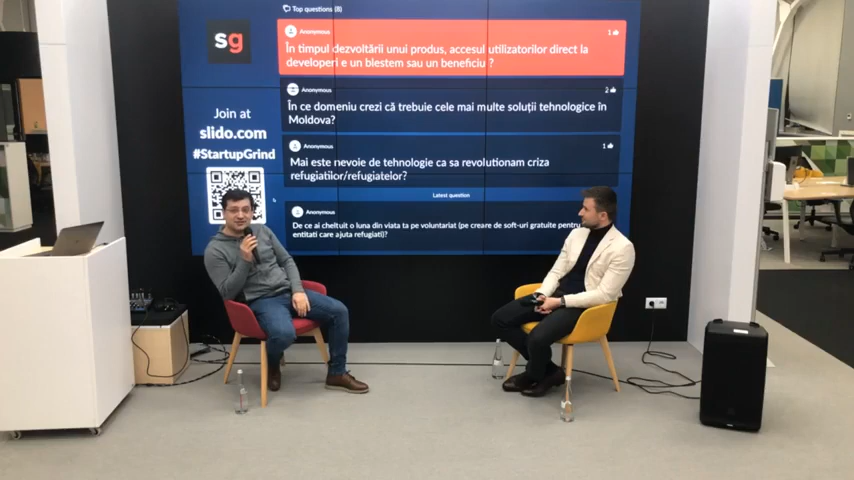 Top questions (8)
sg
Anonymous
1
În timpul dezvoltării unui produs, accesul utilizatorilor direct la
developeri e un blestem sau un beneficiu ?
Anonymous
2
În ce domeniu crezi că trebuie cele mai multe soluții tehnologice în
Moldova?
Join at
slido.com
#StartupGrind
Anonymous
1
Mai este nevoie de tehnologie ca sa revolutionam criza
refugiatilor/refugiatelor?
Latest question
Anonymous
De ce ai cheltuit o luna din viata ta pe voluntariat (pe creare de soft-uri gratuite pentru
entitati care ajuta refugiati)?